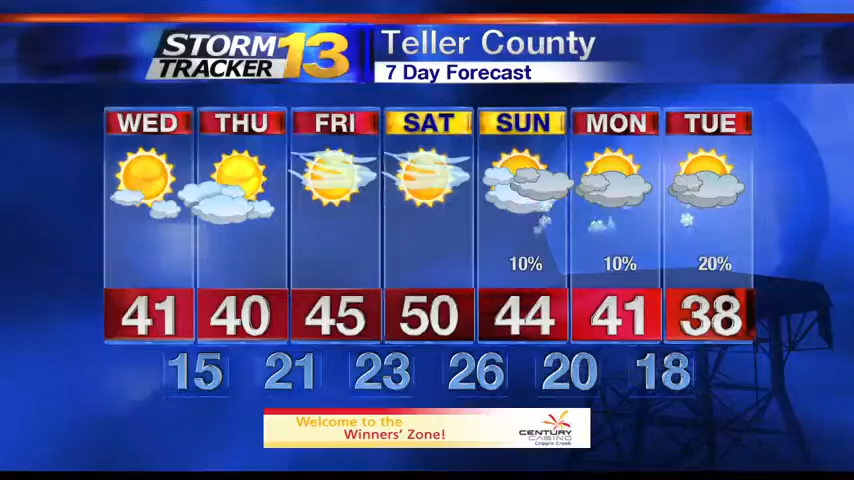 STORM
TRACKER 13
Teller County
7 Day Forecast
WED THU FRI SAT SUN MON TUE
10% 10% 20%
41 40 45 50 44 41 38
15 21 23 26 20 18
Welcome to the
Winners' Zone!
CENTURY
CASINO
Cripple Creek